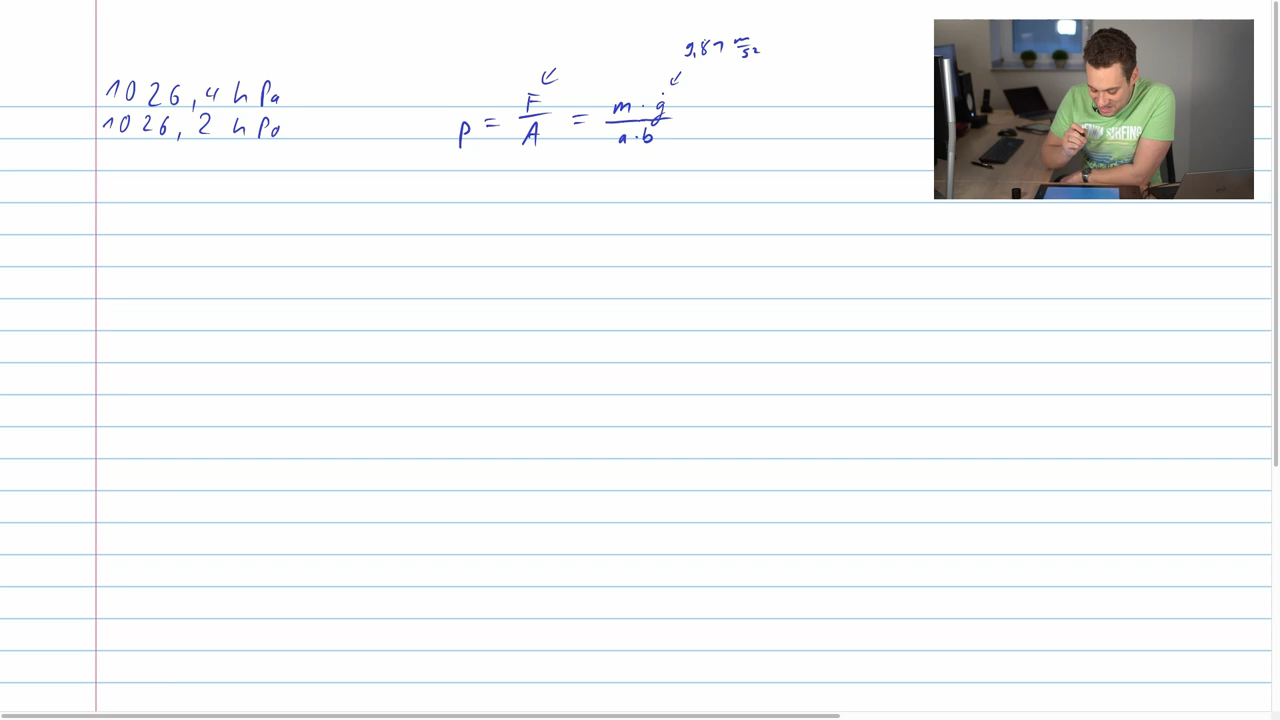 1026,4 hPa
1026,2 hPa
p = F/A = m·g/a·b
9,87 m/s²